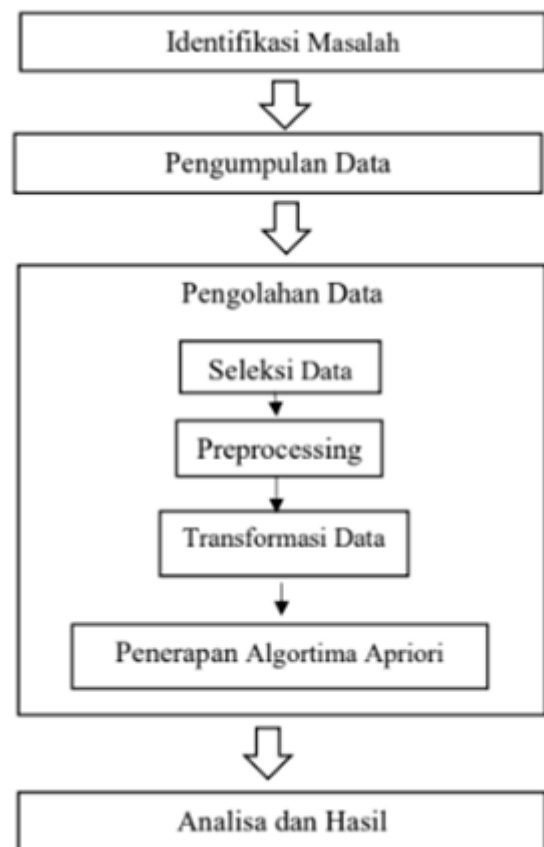 Identifikasi Masalah
Pengumpulan Data
Pengolahan Data
Seleksi Data
Preprocessing
Transformasi Data
Penerapan Algortima Apriori
Analisa dan Hasil